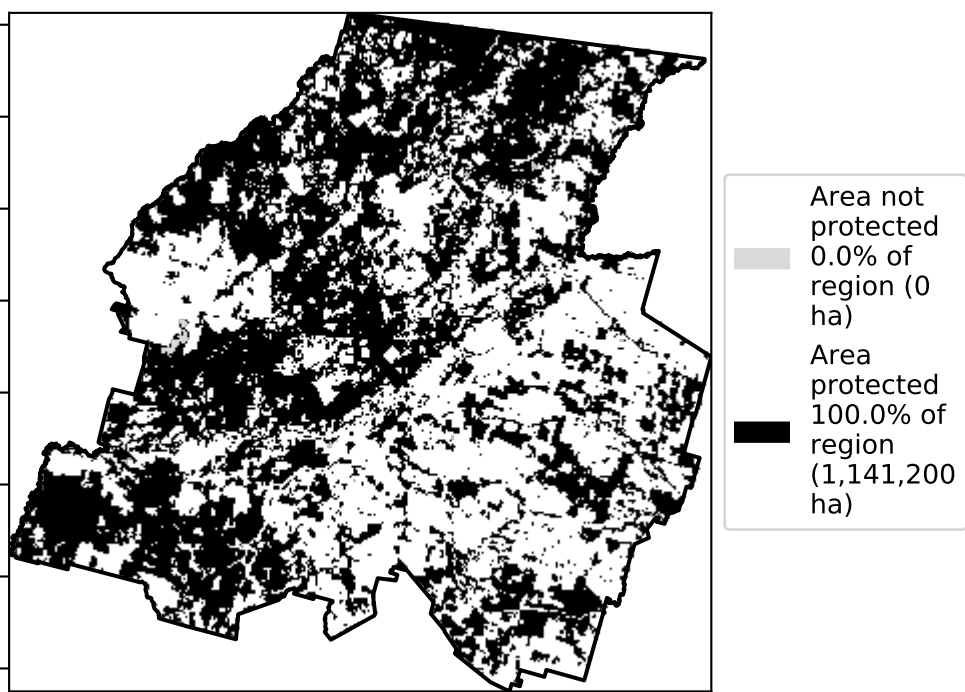 Area not
protected
0.0% of
region (0
ha)
Area
protected
100.0% of
region
(1,141,200
ha)